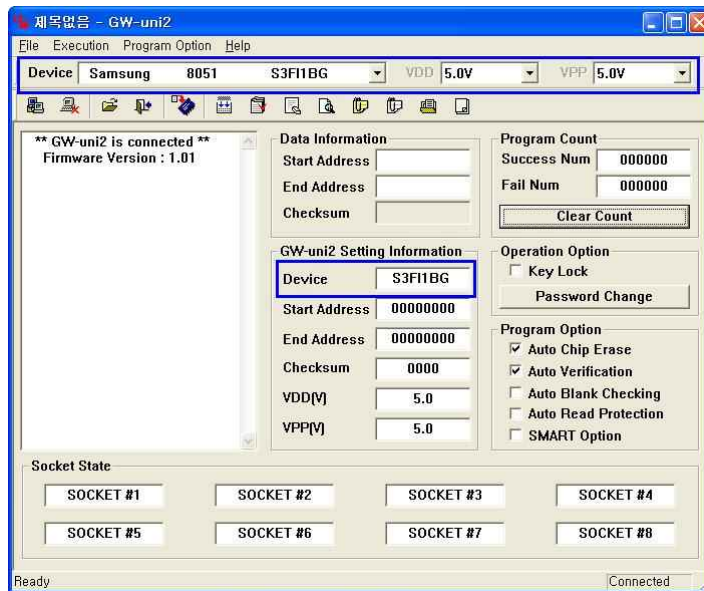 제목없음 - GW-uni2
File Execution Program Option Help
Device Samsung 8051 S3FI1BG VDD 5.0V VPP 5.0V
** GW-uni2 is connected **
Firmware Version : 1.01
Data Information
Start Address
End Address
Checksum
Program Count
Success Num 000000
Fail Num 000000
Clear Count
GW-uni2 Setting Information
Device S3FI1BG
Start Address 00000000
End Address 00000000
Checksum 0000
VDD(V) 5.0
VPP(V) 5.0
Operation Option
Key Lock
Password Change
Program Option
Auto Chip Erase
Auto Verification
Auto Blank Checking
Auto Read Protection
SMART Option
Socket State
SOCKET #1 SOCKET #2 SOCKET #3 SOCKET #4
SOCKET #5 SOCKET #6 SOCKET #7 SOCKET #8
Ready Connected